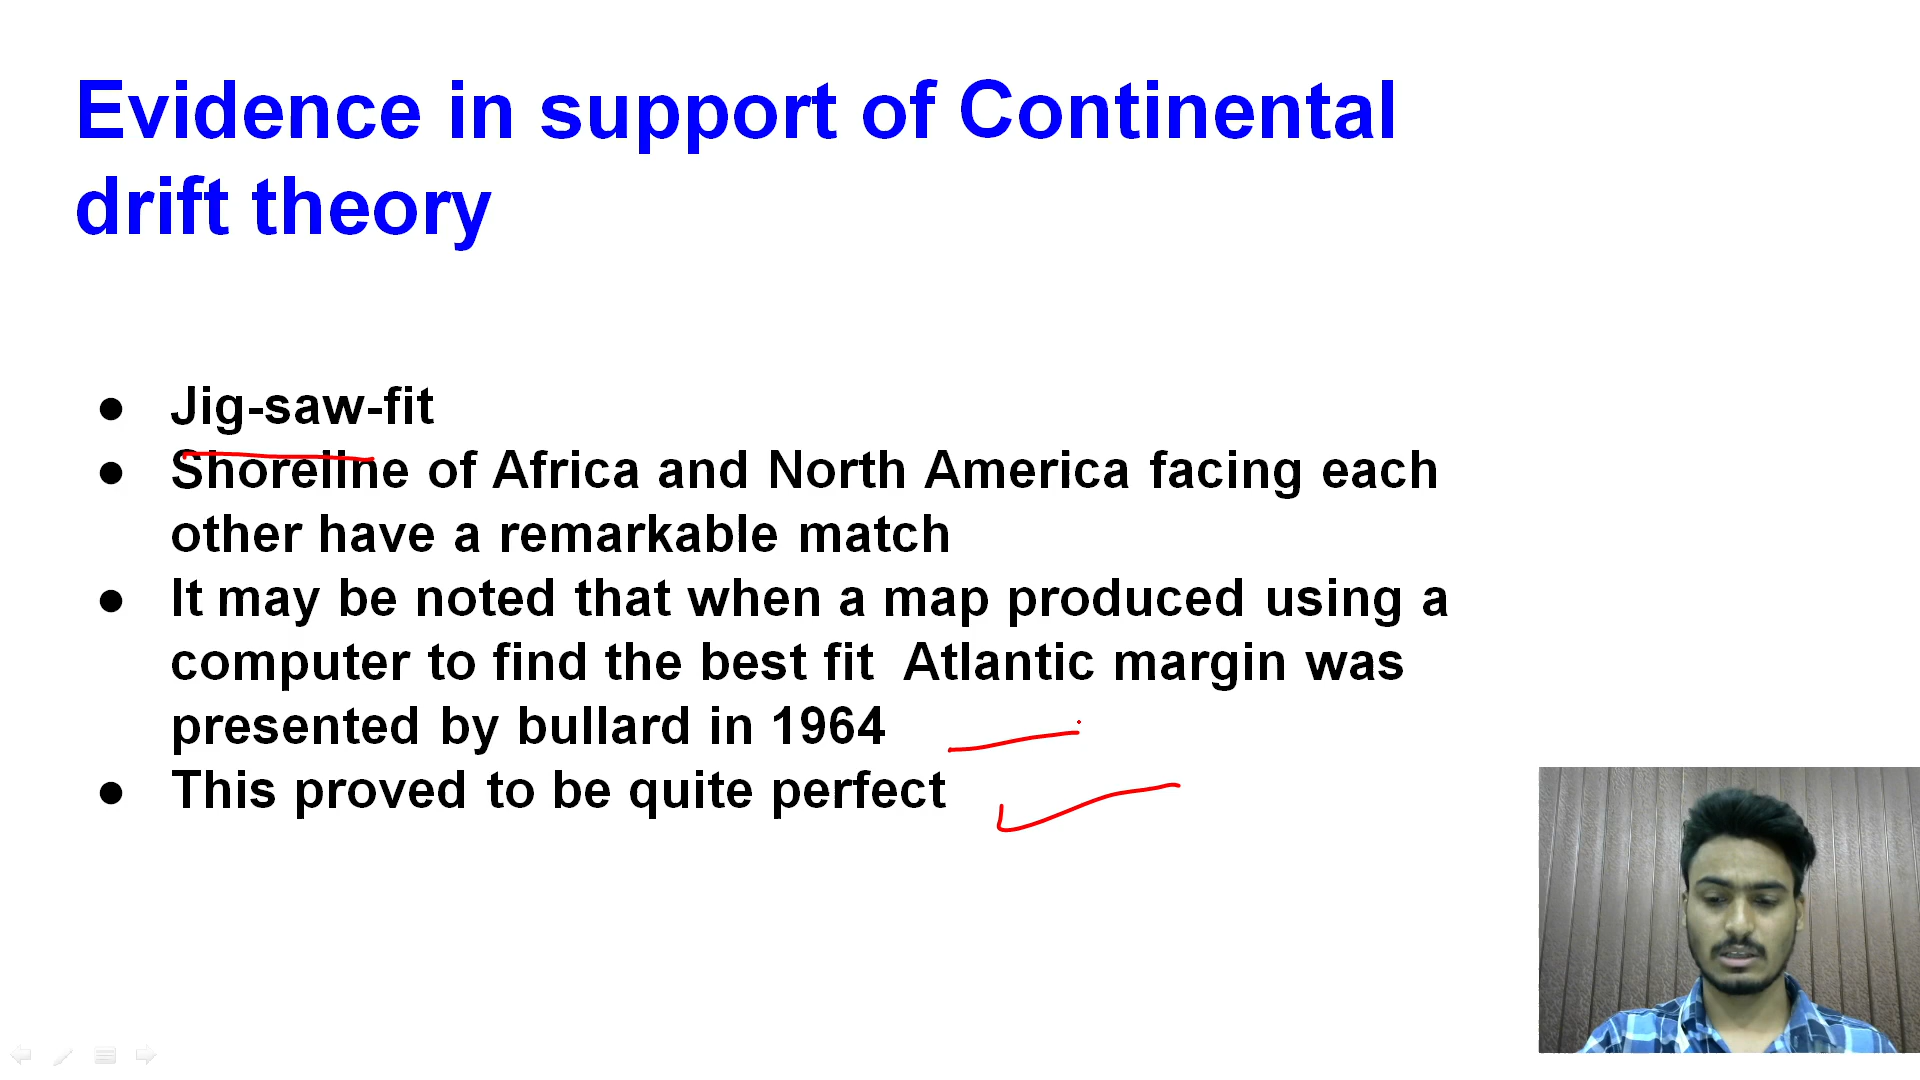 Evidence in support of Continental
drift theory
● Jig-saw-fit
● Shoreline of Africa and North America facing each
other have a remarkable match
● It may be noted that when a map produced using a
computer to find the best fit  Atlantic margin was
presented by bullard in 1964
● This proved to be quite perfect